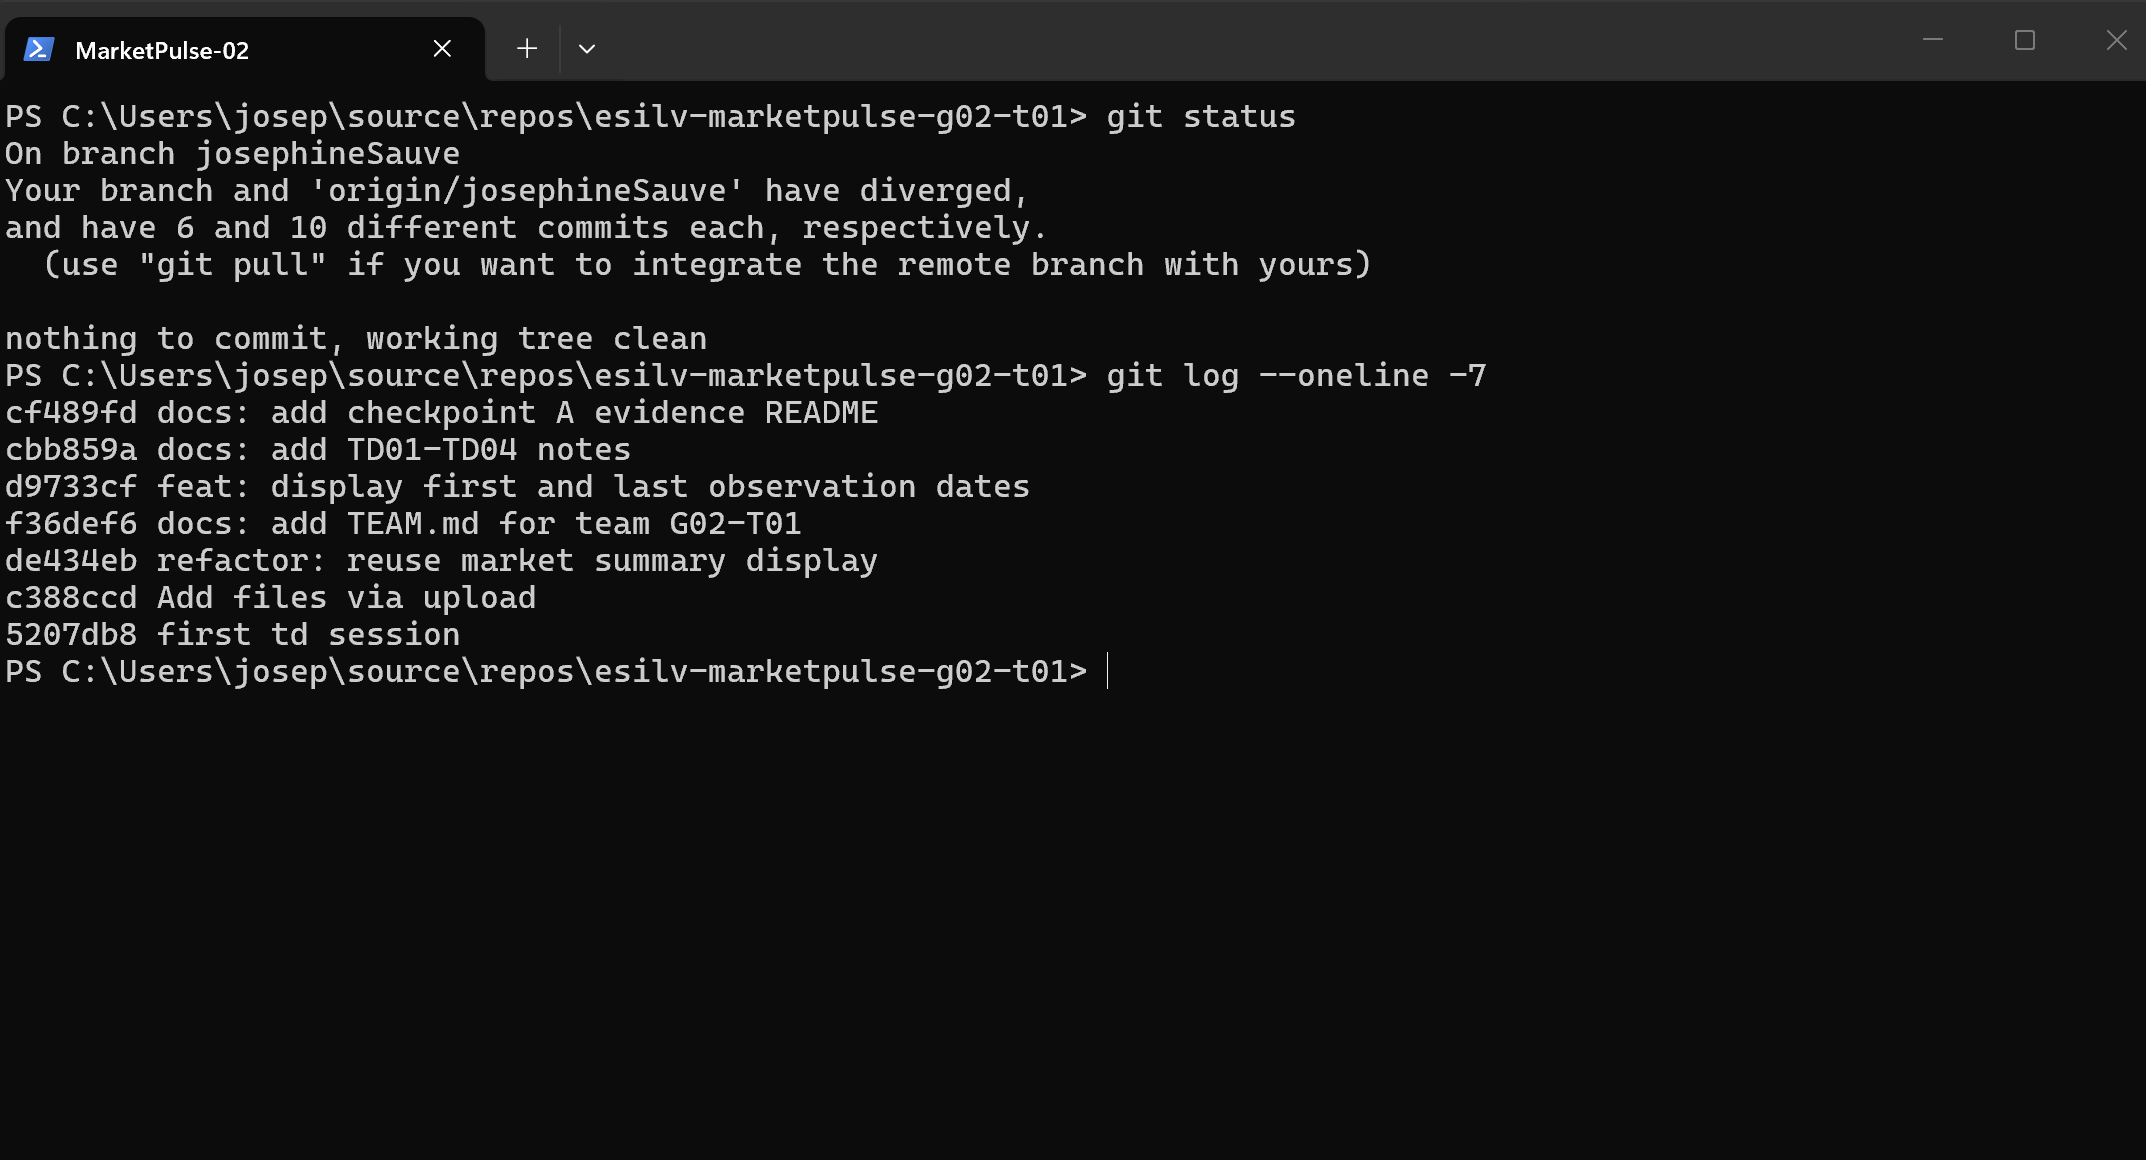 MarketPulse-02
PS C:\Users\josep\source\repos\esilv-marketpulse-g02-t01> git status
On branch josephineSauve
Your branch and 'origin/josephineSauve' have diverged,
and have 6 and 10 different commits each, respectively.
  (use "git pull" if you want to integrate the remote branch with yours)

nothing to commit, working tree clean
PS C:\Users\josep\source\repos\esilv-marketpulse-g02-t01> git log --oneline -7
cf489fd docs: add checkpoint A evidence README
cbb859a docs: add TD01-TD04 notes
d9733cf feat: display first and last observation dates
f36def6 docs: add TEAM.md for team G02-T01
de434eb refactor: reuse market summary display
c388ccd Add files via upload
5207db8 first td session
PS C:\Users\josep\source\repos\esilv-marketpulse-g02-t01>